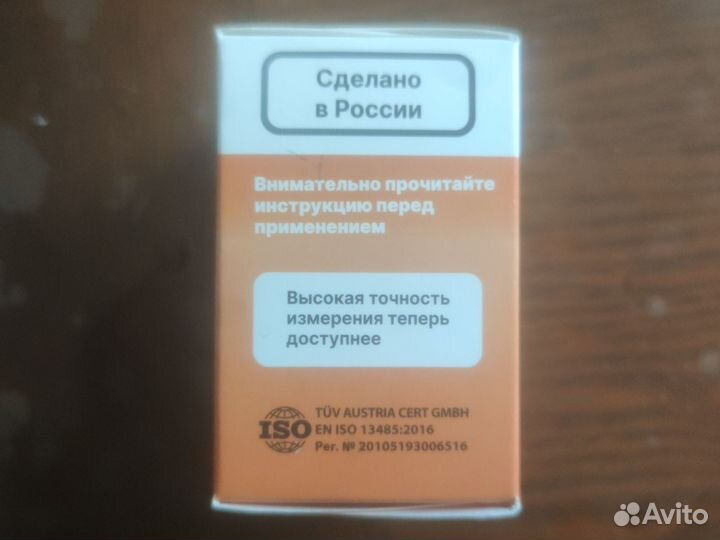 Сделано
в России
Внимательно прочитайте
инструкцию перед
применением
Высокая точность
измерения теперь
доступнее
ISO
TÜV AUSTRIA CERT GMBH
EN ISO 13485:2016
Рег. № 20105193006516
Avito